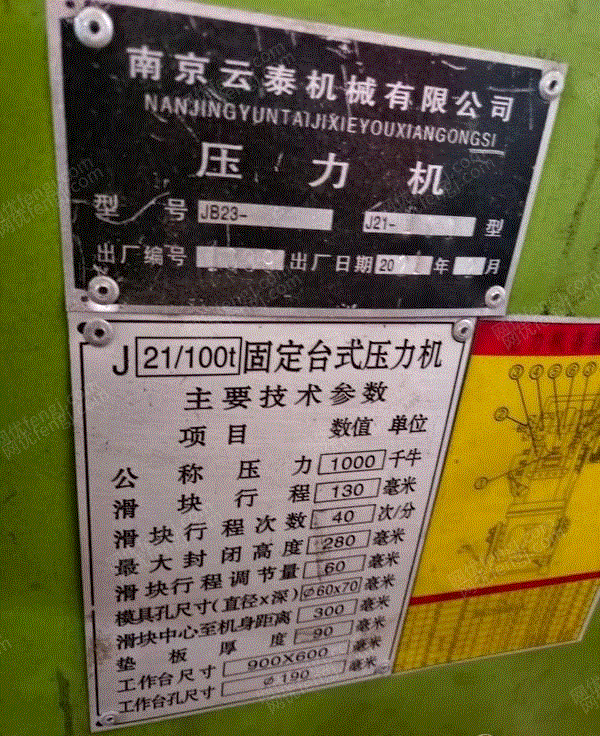 南京云泰机械有限公司
NANJINGYUNTAIJIXIEYOUXIANGONGSI
压力机
型号 JB23- J21- 型
出厂编号 出厂日期 20 年 月
J 21/100t 固定台式压力机
主要技术参数
项目 数值 单位
公称压力 1000 千牛
滑块行程 130 毫米
滑块行程次数 40 次/分
最大封闭高度 280 毫米
滑块行程调节量 60 毫米
模具孔尺寸(直径x深) ø60x70 毫米
滑块中心至机身距离 300 毫米
垫板厚度 90 毫米
工作台尺寸 900X600 毫米
工作台孔尺寸 ø190 毫米